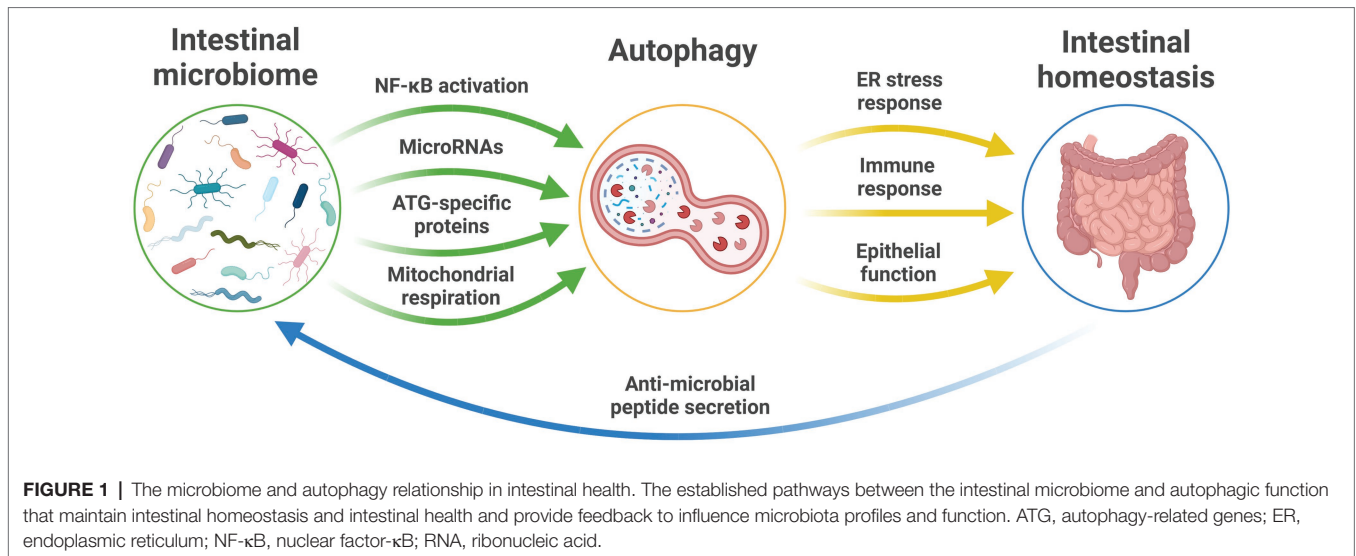 Intestinal
microbiome
Autophagy
Intestinal
homeostasis
NF-κB activation
MicroRNAs
ATG-specific
proteins
Mitochondrial
respiration
ER stress
response
Immune
response
Epithelial
function
Anti-microbial
peptide secretion
FIGURE 1 | The microbiome and autophagy relationship in intestinal health. The established pathways between the intestinal microbiome and autophagic function
that maintain intestinal homeostasis and intestinal health and provide feedback to influence microbiota profiles and function. ATG, autophagy-related genes; ER,
endoplasmic reticulum; NF-κB, nuclear factor-κB; RNA, ribonucleic acid.